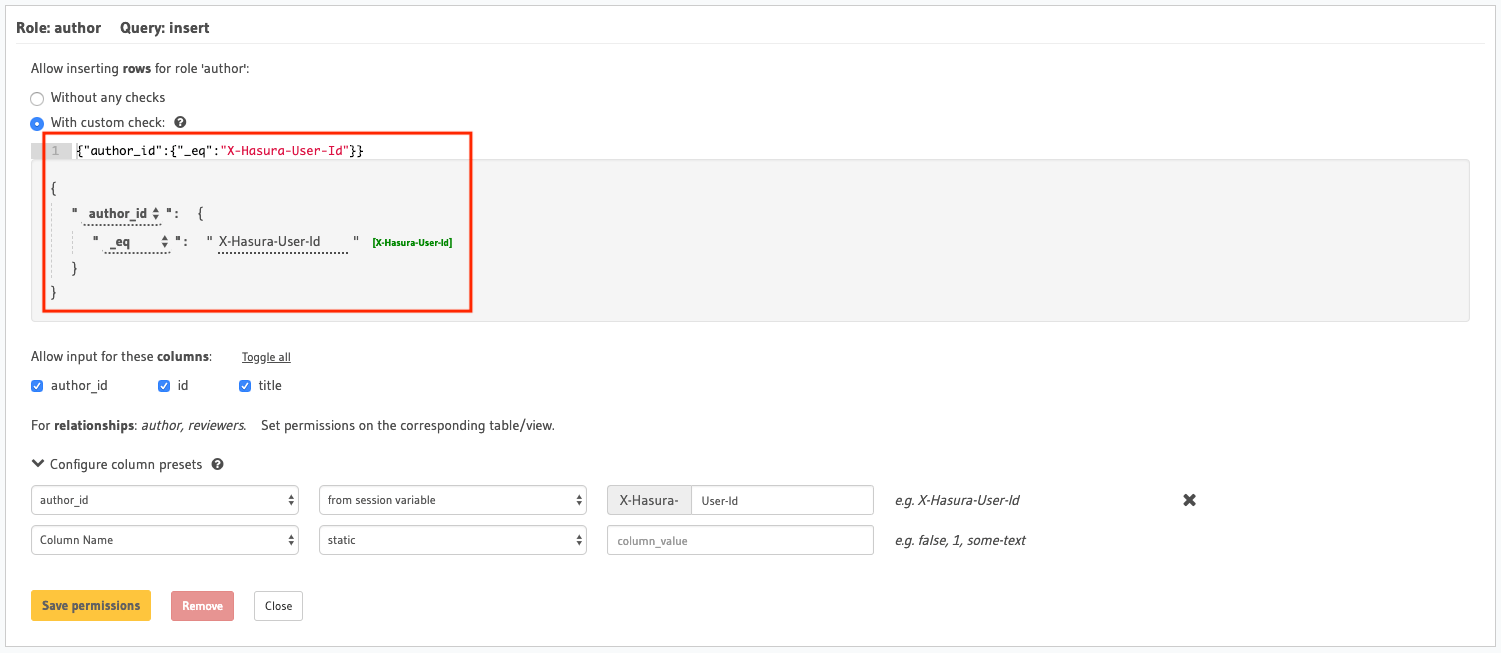 Role: author Query: insert
Allow inserting rows for role 'author':
Without any checks
With custom check: ?
1 {"author_id":{"_eq":"X-Hasura-User-Id"}}
{
" author_id ": {
" _eq ": " X-Hasura-User-Id " [X-Hasura-User-Id]
}
}
Allow input for these columns: Toggle all
author_id id title
For relationships: author, reviewers. Set permissions on the corresponding table/view.
Configure column presets ?
author_id from session variable X-Hasura- User-Id e.g. X-Hasura-User-Id
Column Name static column_value e.g. false, 1, some-text
Save permissions Remove Close